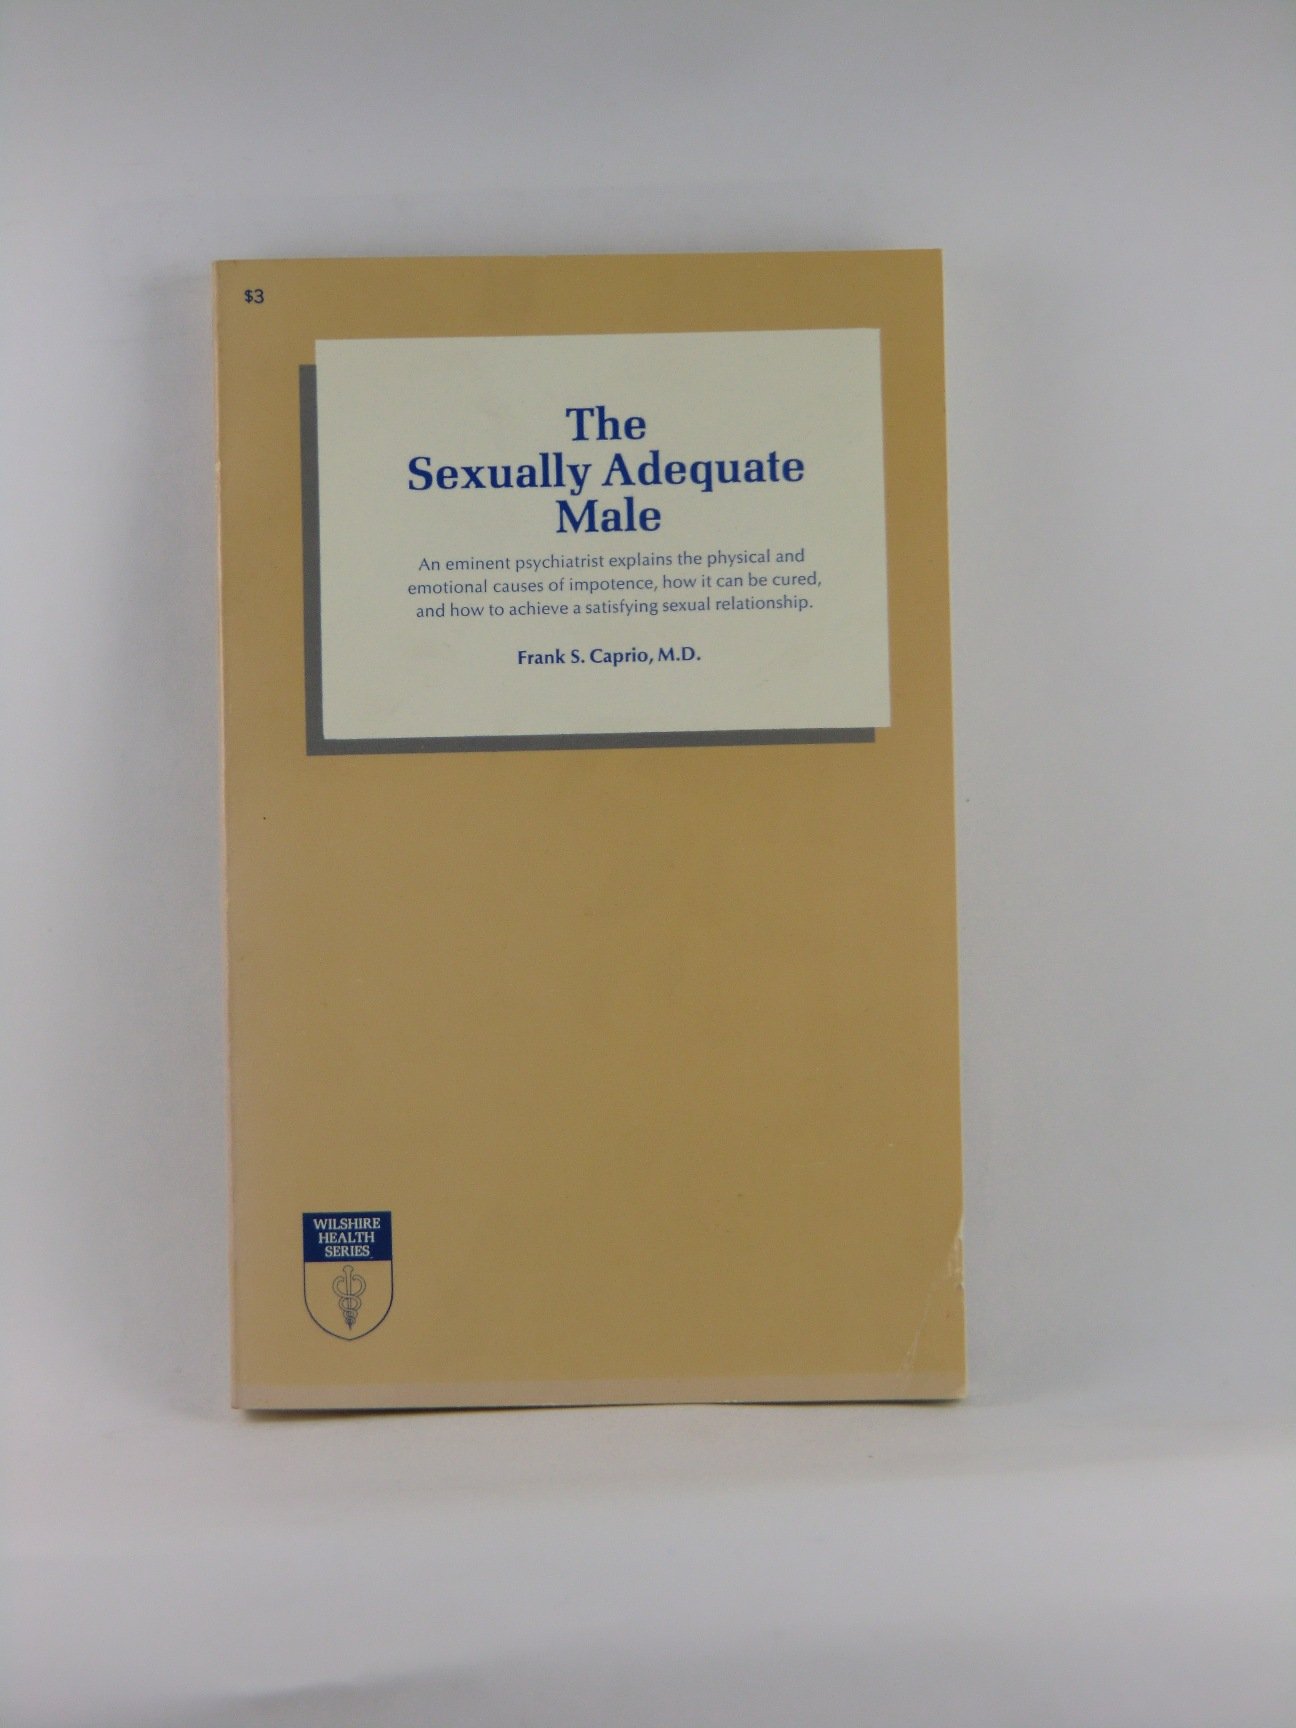 $3
The
Sexually Adequate
Male
An eminent psychiatrist explains the physical and
emotional causes of impotence, how it can be cured,
and how to achieve a satisfying sexual relationship.
Frank S. Caprio, M.D.
WILSHIRE
HEALTH
SERIES